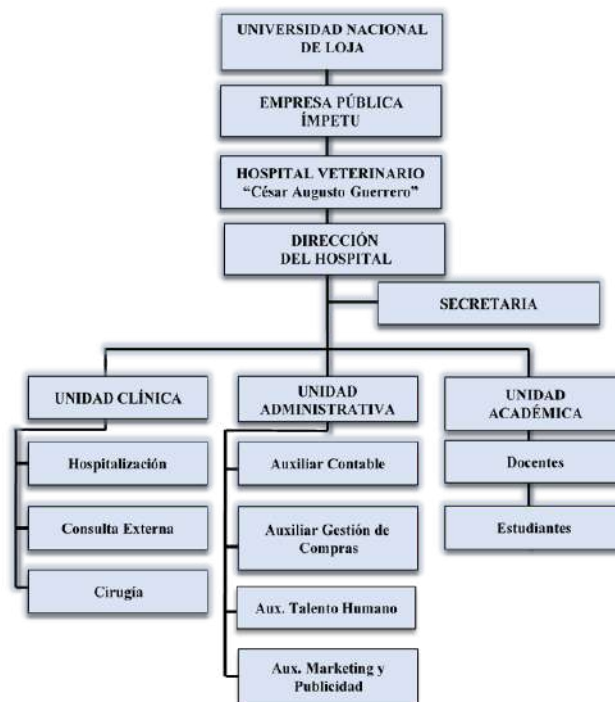 UNIVERSIDAD NACIONAL
DE LOJA
EMPRESA PÚBLICA
ÍMPETU
HOSPITAL VETERINARIO
“César Augusto Guerrero”
DIRECCIÓN
DEL HOSPITAL
SECRETARIA
UNIDAD CLÍNICA
Hospitalización
Consulta Externa
Cirugía
UNIDAD
ADMINISTRATIVA
Auxiliar Contable
Auxiliar Gestión de
Compras
Aux. Talento Humano
Aux. Marketing y
Publicidad
UNIDAD
ACADÉMICA
Docentes
Estudiantes